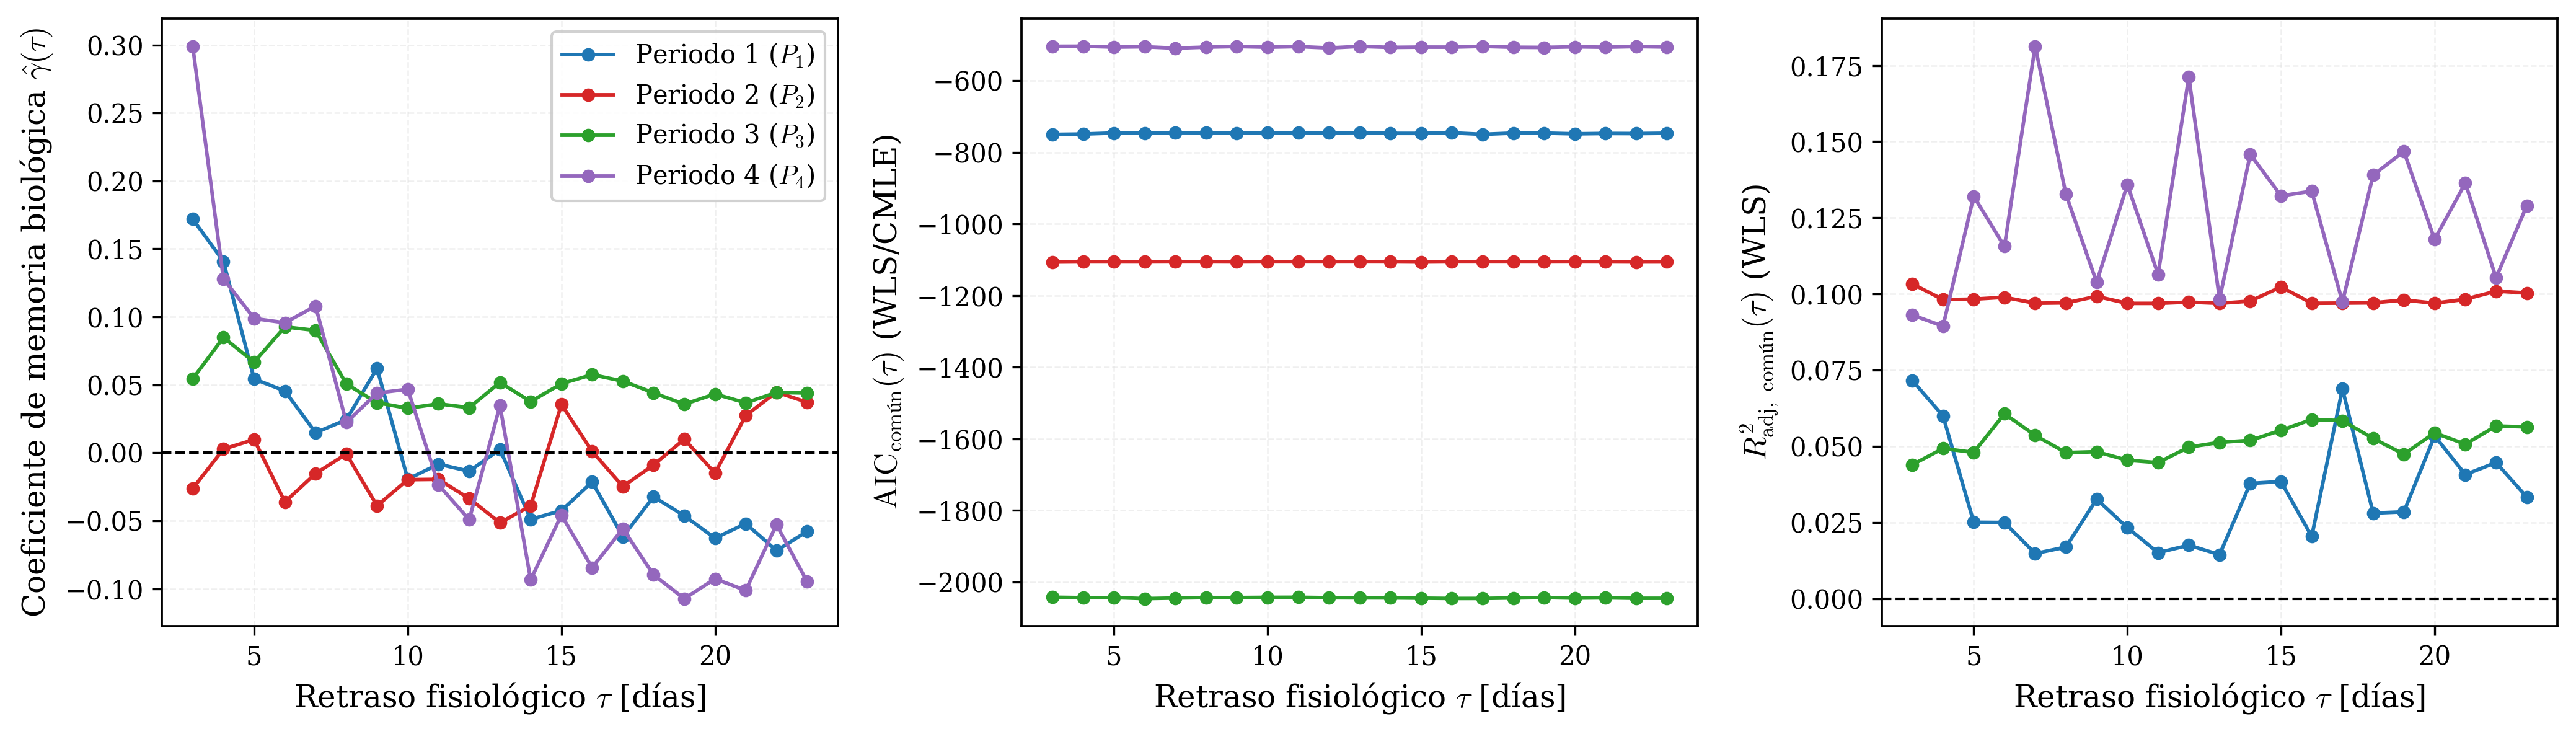 Coeficiente de memoria biológica γ̂(τ)
0.30
0.25
0.20
0.15
0.10
0.05
0.00
−0.05
−0.10
5 10 15 20
Retraso fisiológico τ [días]
Periodo 1 (P₁)
Periodo 2 (P₂)
Periodo 3 (P₃)
Periodo 4 (P₄)
AIC_común(τ) (WLS/CMLE)
−600
−800
−1000
−1200
−1400
−1600
−1800
−2000
5 10 15 20
Retraso fisiológico τ [días]
R²_adj, común(τ) (WLS)
0.175
0.150
0.125
0.100
0.075
0.050
0.025
0.000
5 10 15 20
Retraso fisiológico τ [días]